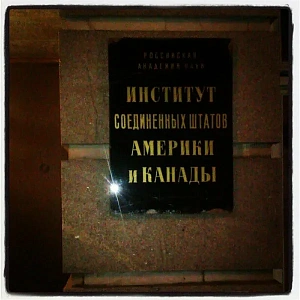 РОССИЙСКАЯ
АКАДЕМИЯ НАУК
ИНСТИТУТ
СОЕДИНЕННЫХ ШТАТОВ
АМЕРИКИ
И КАНАДЫ